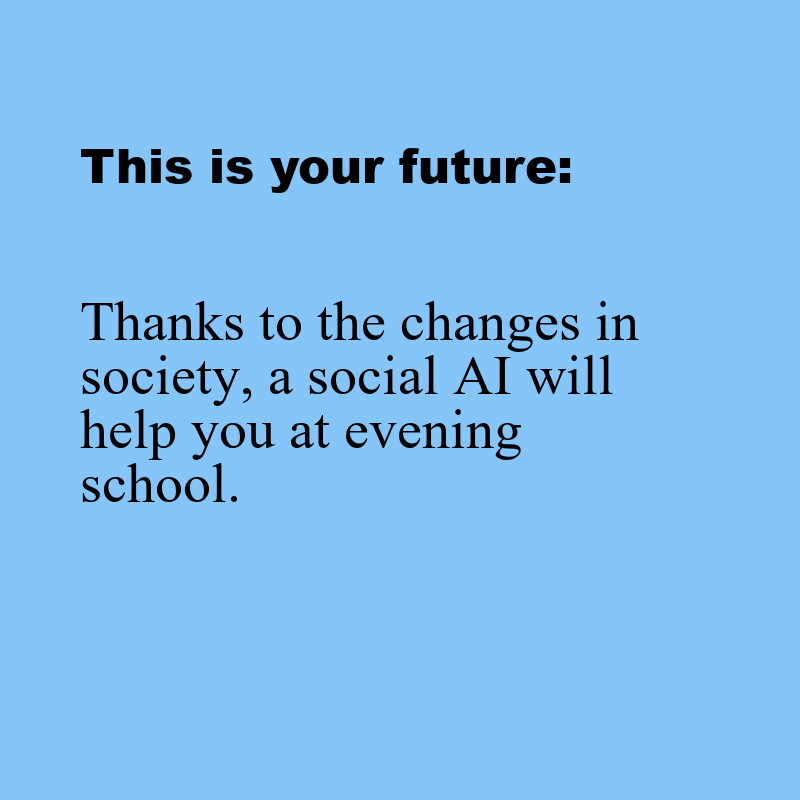 This is your future:
Thanks to the changes in
society, a social AI will
help you at evening
school.